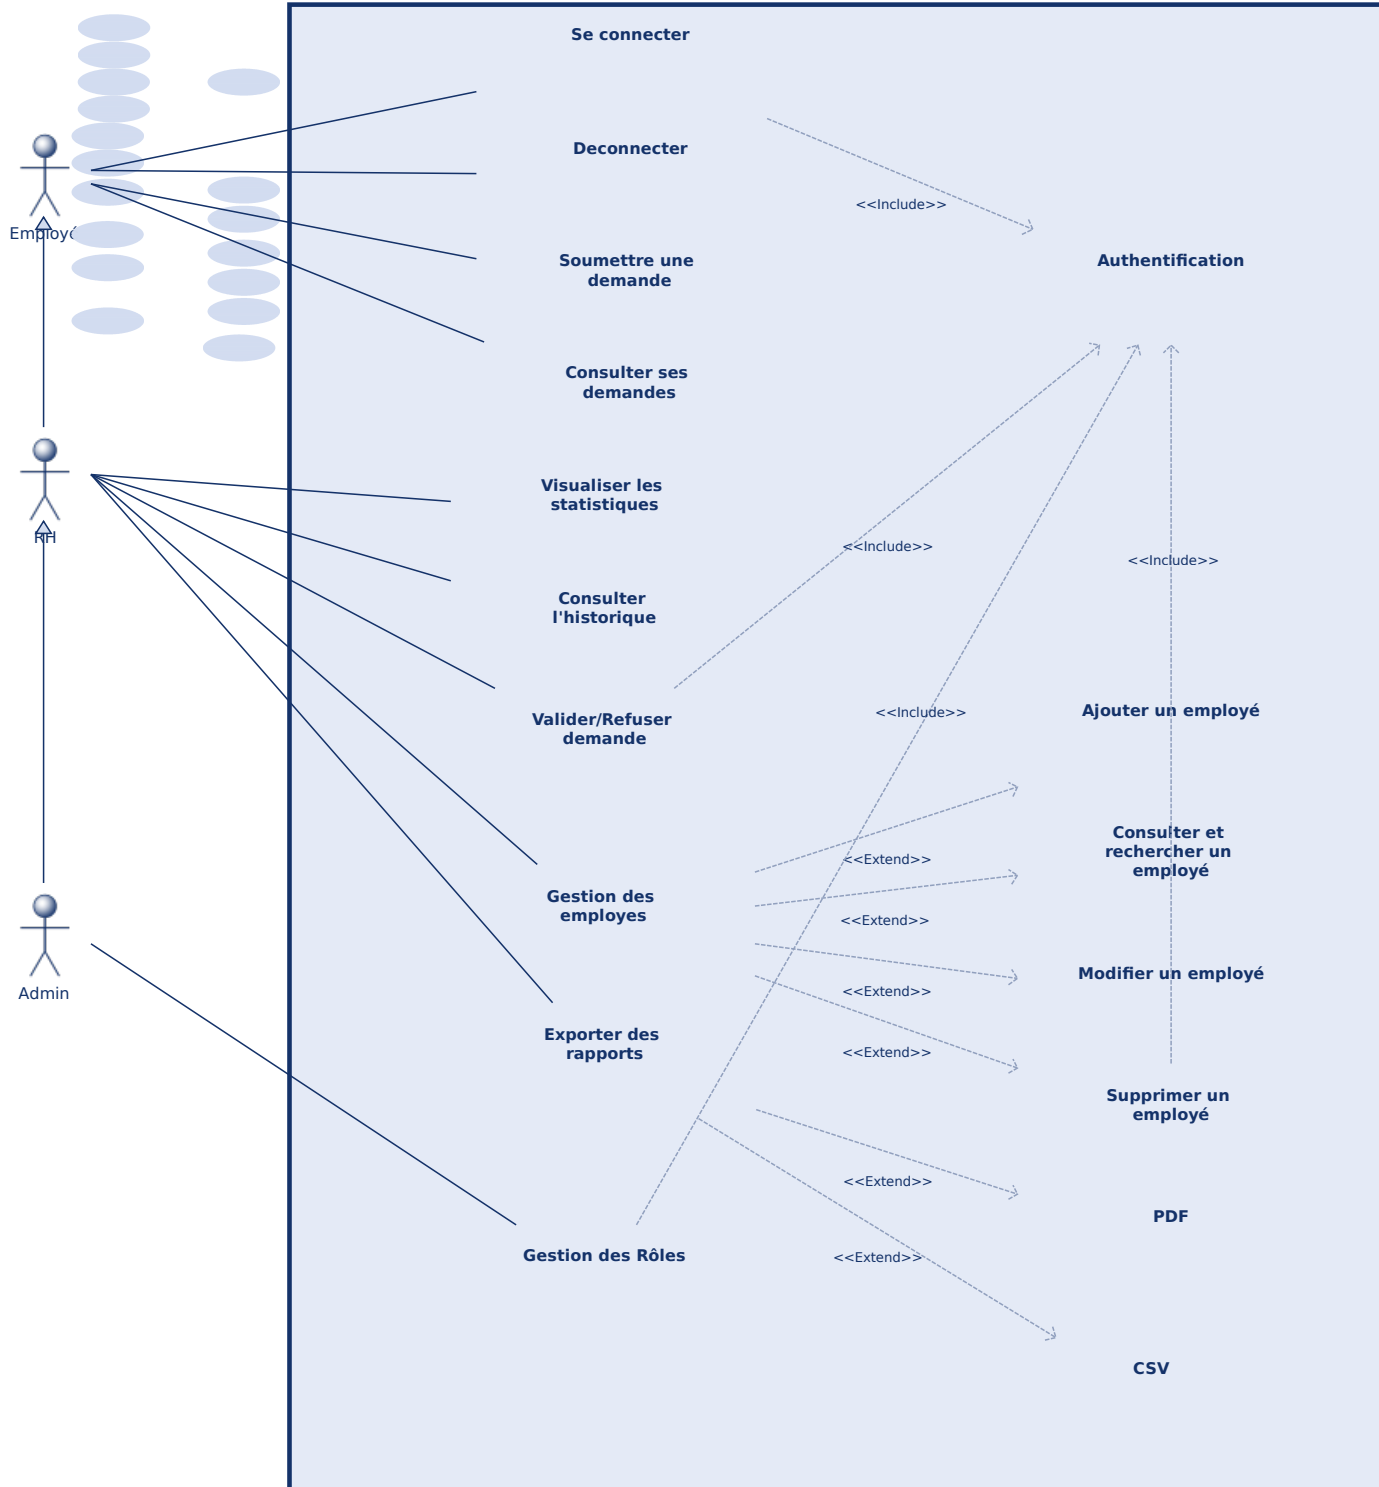 Se connecter
Deconnecter
<<Include>>
Employé
Soumettre une
demande
Authentification
Consulter ses
demandes
Visualiser les
statistiques
RH
<<Include>>
<<Include>>
Consulter
l'historique
Valider/Refuser
demande
<<Include>>
Ajouter un employé
Consulter et
rechercher un
employé
<<Extend>>
Gestion des
employes
<<Extend>>
Modifier un employé
Admin
<<Extend>>
Exporter des
rapports
<<Extend>>
Supprimer un
employé
<<Extend>>
PDF
Gestion des Rôles
<<Extend>>
CSV